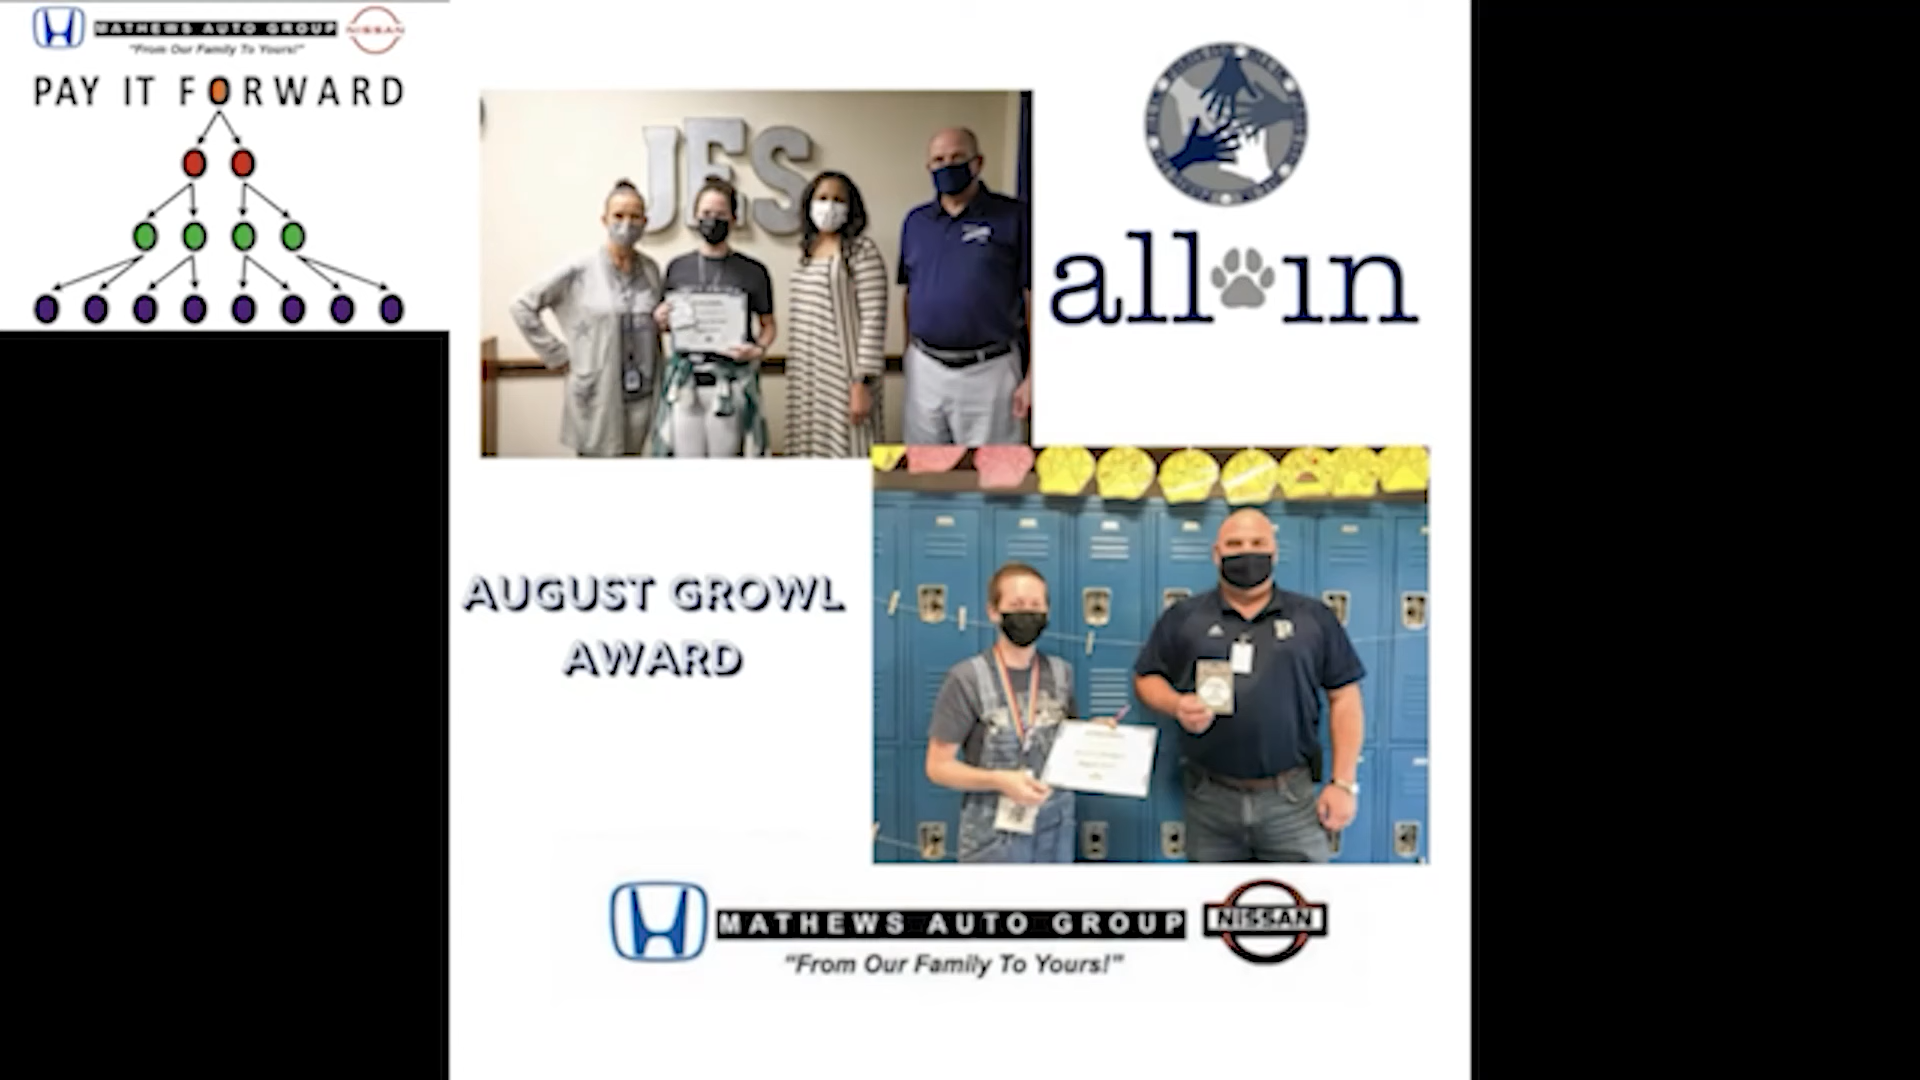 MATHEWS AUTO GROUP
NISSAN
"From Our Family To Yours!"
PAY IT FORWARD
JES
all in
AUGUST GROWL
AWARD
P
MATHEWS AUTO GROUP
NISSAN
"From Our Family To Yours!"